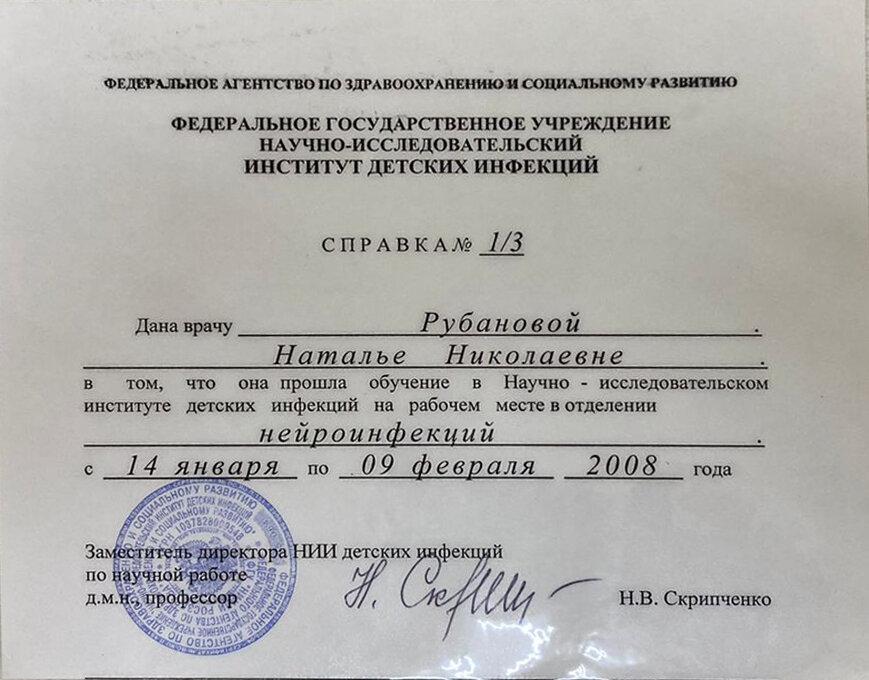 ФЕДЕРАЛЬНОЕ АГЕНТСТВО ПО ЗДРАВООХРАНЕНИЮ И СОЦИАЛЬНОМУ РАЗВИТИЮ
ФЕДЕРАЛЬНОЕ ГОСУДАРСТВЕННОЕ УЧРЕЖДЕНИЕ
НАУЧНО-ИССЛЕДОВАТЕЛЬСКИЙ
ИНСТИТУТ ДЕТСКИХ ИНФЕКЦИЙ
СПРАВКА № 1/3
Дана врачу Рубановой .
Наталье Николаевне .
в том, что она прошла обучение в Научно - исследовательском
институте детских инфекций на рабочем месте в отделении
нейроинфекций .
с 14 января по 09 февраля 2008 года
Заместитель директора НИИ детских инфекций
по научной работе
д.м.н., профессор Н. Скрип Н.В. Скрипченко